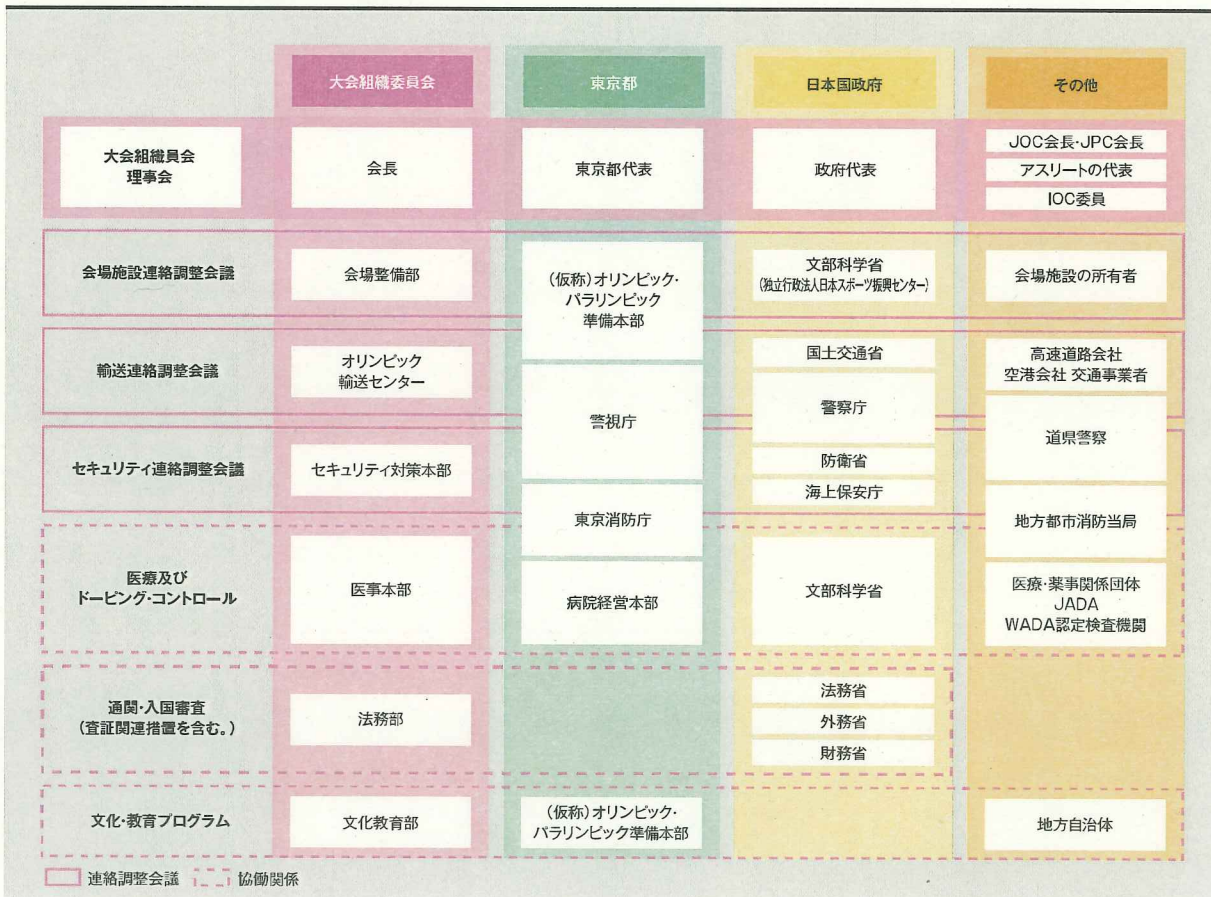 大会組織委員会
東京都
日本国政府
その他
大会組織員会
理事会
会長
東京都代表
政府代表
JOC会長・JPC会長
アスリートの代表
IOC委員
会場施設連絡調整会議
会場整備部
(仮称)オリンピック・
パラリンピック
準備本部
文部科学省
(独立行政法人日本スポーツ振興センター)
会場施設の所有者
輸送連絡調整会議
オリンピック
輸送センター
警視庁
国土交通省
警察庁
高速道路会社
空港会社 交通事業者
道県警察
セキュリティ連絡調整会議
セキュリティ対策本部
東京消防庁
防衛省
海上保安庁
地方都市消防当局
医療及び
ドーピング・コントロール
医事本部
病院経営本部
文部科学省
医療・薬事関係団体
JADA
WADA認定検査機関
通関・入国審査
(査証関連措置を含む。)
法務部
法務省
外務省
財務省
文化・教育プログラム
文化教育部
(仮称)オリンピック・
パラリンピック準備本部
地方自治体
連絡調整会議 協働関係